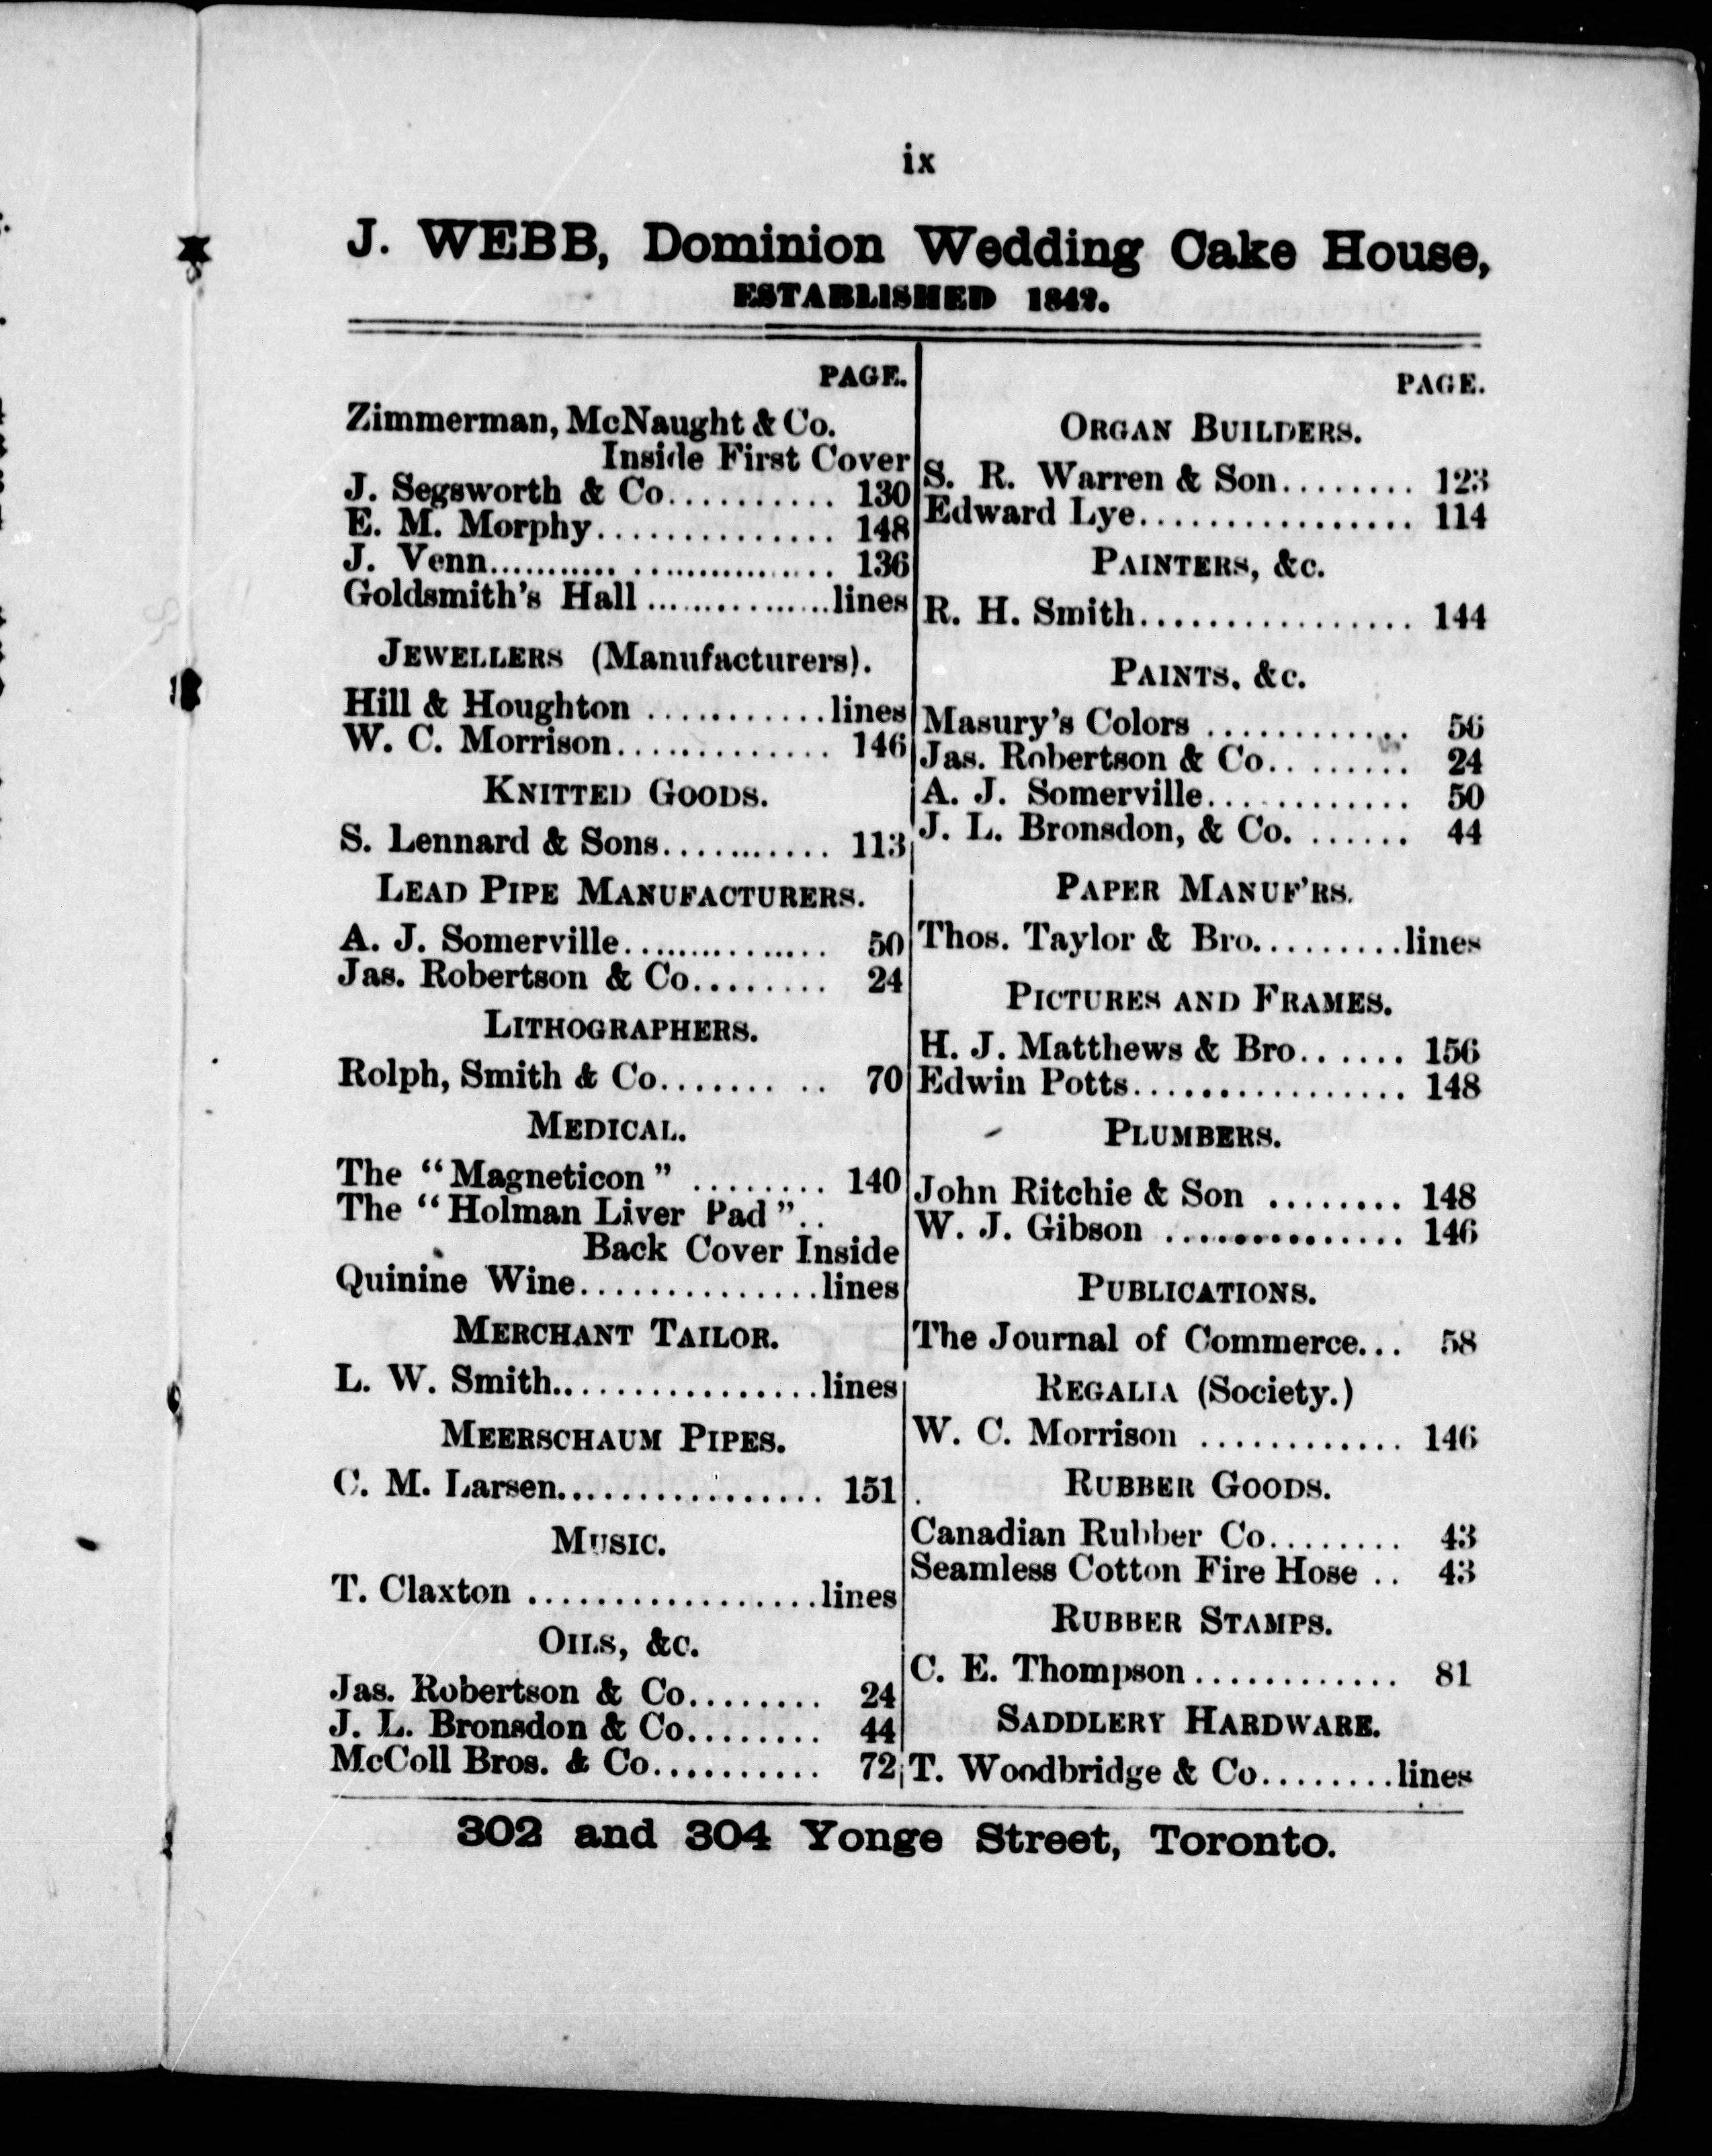 ix
J. WEBB, Dominion Wedding Cake House,
ESTABLISHED
PAGE.
Zimmerman, McNaught & Co.
Inside First Cover
J. Segsworth & Co........... 130
E. M. Morphy............... 148
J. Venn........... .............. 136
Goldsmith's Hall ...............lines
JEWELLERS (Manufacturers).
Hill & Houghton ............lines
W. C. Morrison.............. 146
KNITTED GOODS.
S. Lennard & Sons........... 113
LEAD PIPE MANUFACTURERS.
A. J. Somerville............... 50
Jas. Robertson & Co........ 24
LITHOGRAPHERS.
Rolph, Smith & Co....... .. 70
MEDICAL.
The "Magneticon" ........ 140
The "Holman Liver Pad"..
Back Cover Inside
Quinine Wine...............lines
MERCHANT TAILOR.
L. W. Smith.................lines
MEERSCHAUM PIPES.
C. M. Larsen................. 151
MUSIC.
T. Claxton ..................lines
OILS, &C.
Jas. Robertson & Co........ 24
J. L. Bronsdon & Co........ 44
McColl Bros. & Co.......... 72
PAGE.
ORGAN BUILDERS.
S. R. Warren & Son........ 123
Edward Lye................ 114
PAINTERS, &C.
R. H. Smith................. 144
PAINTS, &C.
Masury's Colors ............ 56
Jas. Robertson & Co......... 24
A. J. Somerville............. 50
J. L. Bronsdon, & Co. ...... 44
PAPER MANUF'RS.
Thos. Taylor & Bro.........lines
PICTURES AND FRAMES.
H. J. Matthews & Bro...... 156
Edwin Potts................. 148
PLUMBERS.
John Ritchie & Son ........ 148
W. J. Gibson ............... 146
PUBLICATIONS.
The Journal of Commerce... 58
REGALIA (Society.)
W. C. Morrison ............ 146
RUBBER GOODS.
Canadian Rubber Co........ 43
Seamless Cotton Fire Hose .. 43
RUBBER STAMPS.
C. E. Thompson............. 81
SADDLERY HARDWARE.
T. Woodbridge & Co........lines
302 and 304 Yonge Street, Toronto.